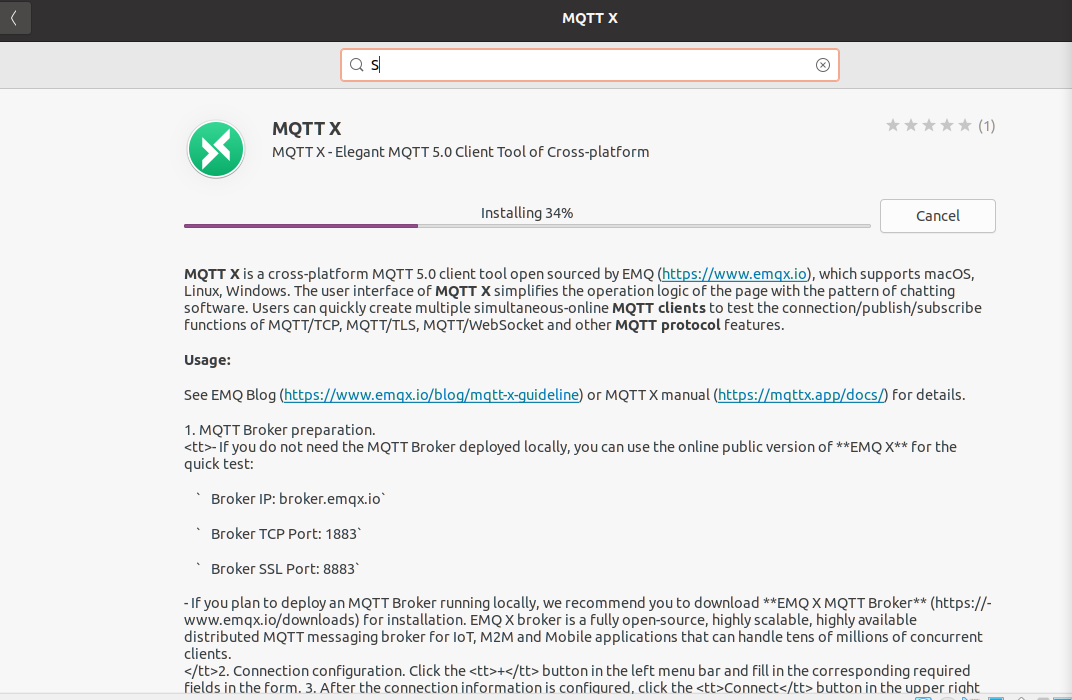 MQTT X
S
MQTT X
(1)
MQTT X - Elegant MQTT 5.0 Client Tool of Cross-platform
Installing 34%
Cancel
MQTT X is a cross-platform MQTT 5.0 client tool open sourced by EMQ (https://www.emqx.io), which supports macOS,
Linux, Windows. The user interface of MQTT X simplifies the operation logic of the page with the pattern of chatting
software. Users can quickly create multiple simultaneous-online MQTT clients to test the connection/publish/subscribe
functions of MQTT/TCP, MQTT/TLS, MQTT/WebSocket and other MQTT protocol features.
Usage:
See EMQ Blog (https://www.emqx.io/blog/mqtt-x-guideline) or MQTT X manual (https://mqttx.app/docs/) for details.
1. MQTT Broker preparation.
<tt>- If you do not need the MQTT Broker deployed locally, you can use the online public version of **EMQ X** for the
quick test:
` Broker IP: broker.emqx.io`
` Broker TCP Port: 1883`
` Broker SSL Port: 8883`
- If you plan to deploy an MQTT Broker running locally, we recommend you to download **EMQ X MQTT Broker** (https://-
www.emqx.io/downloads) for installation. EMQ X broker is a fully open-source, highly scalable, highly available
distributed MQTT messaging broker for IoT, M2M and Mobile applications that can handle tens of millions of concurrent
clients.
</tt>2. Connection configuration. Click the <tt>+</tt> button in the left menu bar and fill in the corresponding required
fields in the form. 3. After the connection information is configured, click the <tt>Connect</tt> button in the upper right